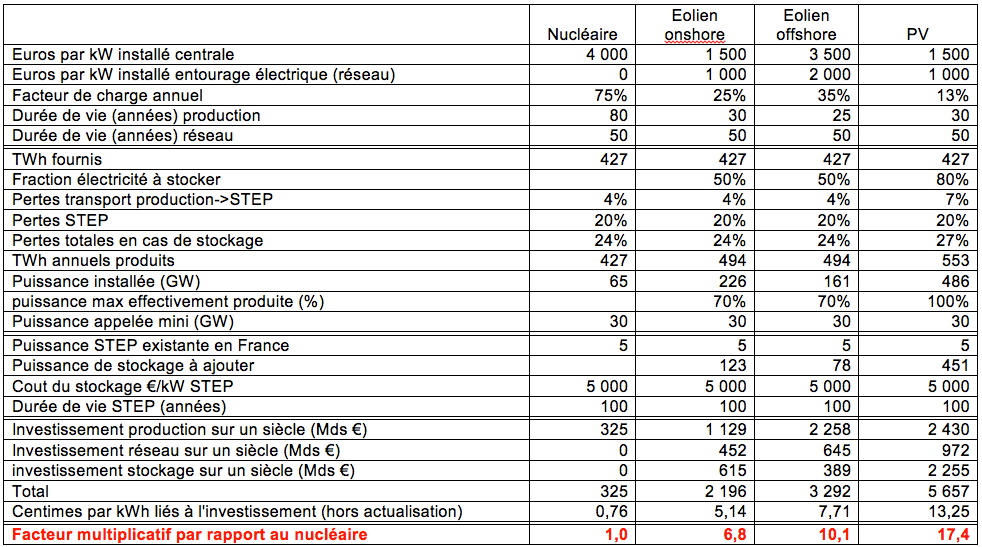 Nucléaire Eolien onshore Eolien offshore PV
Euros par kW installé centrale 4 000 1 500 3 500 1 500
Euros par kW installé entourage électrique (réseau) 0 1 000 2 000 1 000
Facteur de charge annuel 75% 25% 35% 13%
Durée de vie (années) production 80 30 25 30
Durée de vie (années) réseau 50 50 50 50
TWh fournis 427 427 427 427
Fraction électricité à stocker 50% 50% 80%
Pertes transport production->STEP 4% 4% 4% 7%
Pertes STEP 20% 20% 20% 20%
Pertes totales en cas de stockage 24% 24% 24% 27%
TWh annuels produits 427 494 494 553
Puissance installée (GW) 65 226 161 486
puissance max effectivement produite (%) 70% 70% 100%
Puissance appelée mini (GW) 30 30 30 30
Puissance STEP existante en France 5 5 5 5
Puissance de stockage à ajouter 123 78 451
Cout du stockage €/kW STEP 5 000 5 000 5 000 5 000
Durée de vie STEP (années) 100 100 100 100
Investissement production sur un siècle (Mds €) 325 1 129 2 258 2 430
Investissement réseau sur un siècle (Mds €) 0 452 645 972
investissement stockage sur un siècle (Mds €) 0 615 389 2 255
Total 325 2 196 3 292 5 657
Centimes par kWh liés à l'investissement (hors actualisation) 0,76 5,14 7,71 13,25
Facteur multiplicatif par rapport au nucléaire 1,0 6,8 10,1 17,4